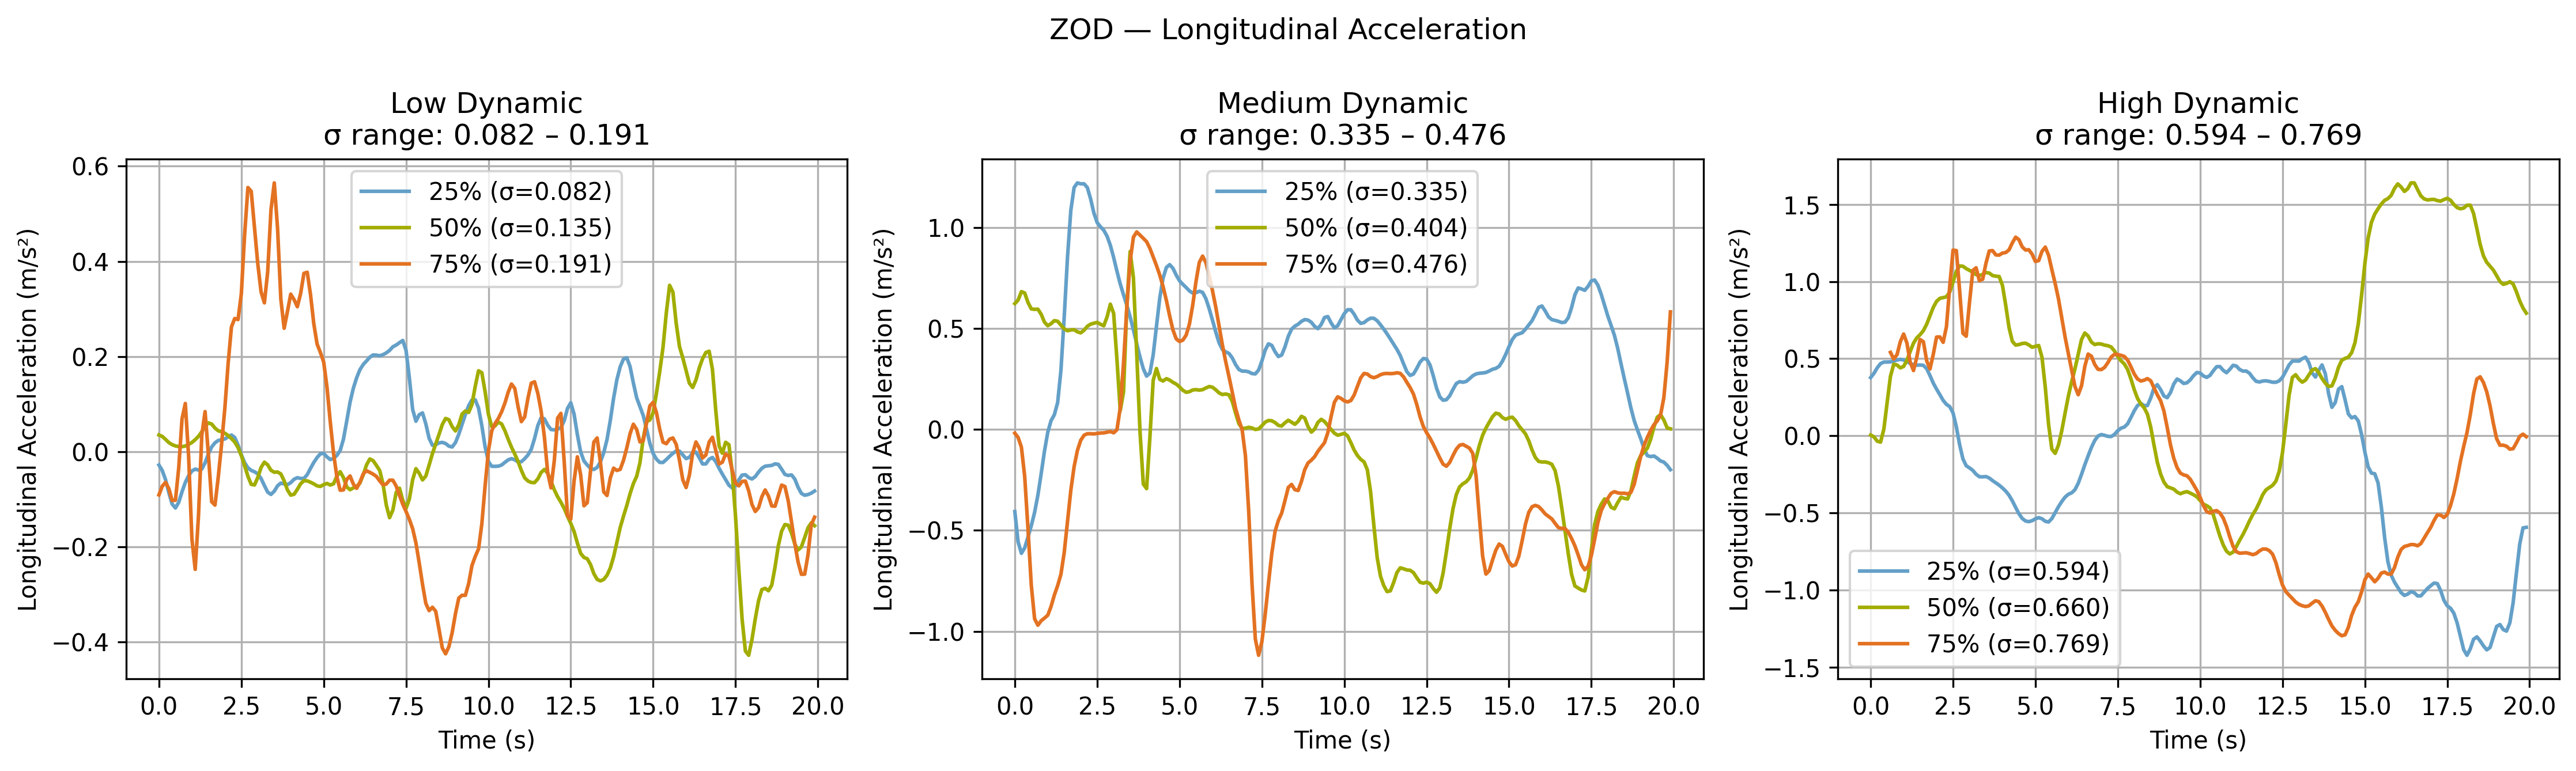 ZOD — Longitudinal Acceleration
Low Dynamic
σ range: 0.082 – 0.191
Longitudinal Acceleration (m/s²)
0.6
0.4
0.2
0.0
−0.2
−0.4
25% (σ=0.082)
50% (σ=0.135)
75% (σ=0.191)
0.0 2.5 5.0 7.5 10.0 12.5 15.0 17.5 20.0
Time (s)
Medium Dynamic
σ range: 0.335 – 0.476
Longitudinal Acceleration (m/s²)
1.0
0.5
0.0
−0.5
−1.0
25% (σ=0.335)
50% (σ=0.404)
75% (σ=0.476)
0.0 2.5 5.0 7.5 10.0 12.5 15.0 17.5 20.0
Time (s)
High Dynamic
σ range: 0.594 – 0.769
Longitudinal Acceleration (m/s²)
1.5
1.0
0.5
0.0
−0.5
−1.0
−1.5
25% (σ=0.594)
50% (σ=0.660)
75% (σ=0.769)
0.0 2.5 5.0 7.5 10.0 12.5 15.0 17.5 20.0
Time (s)